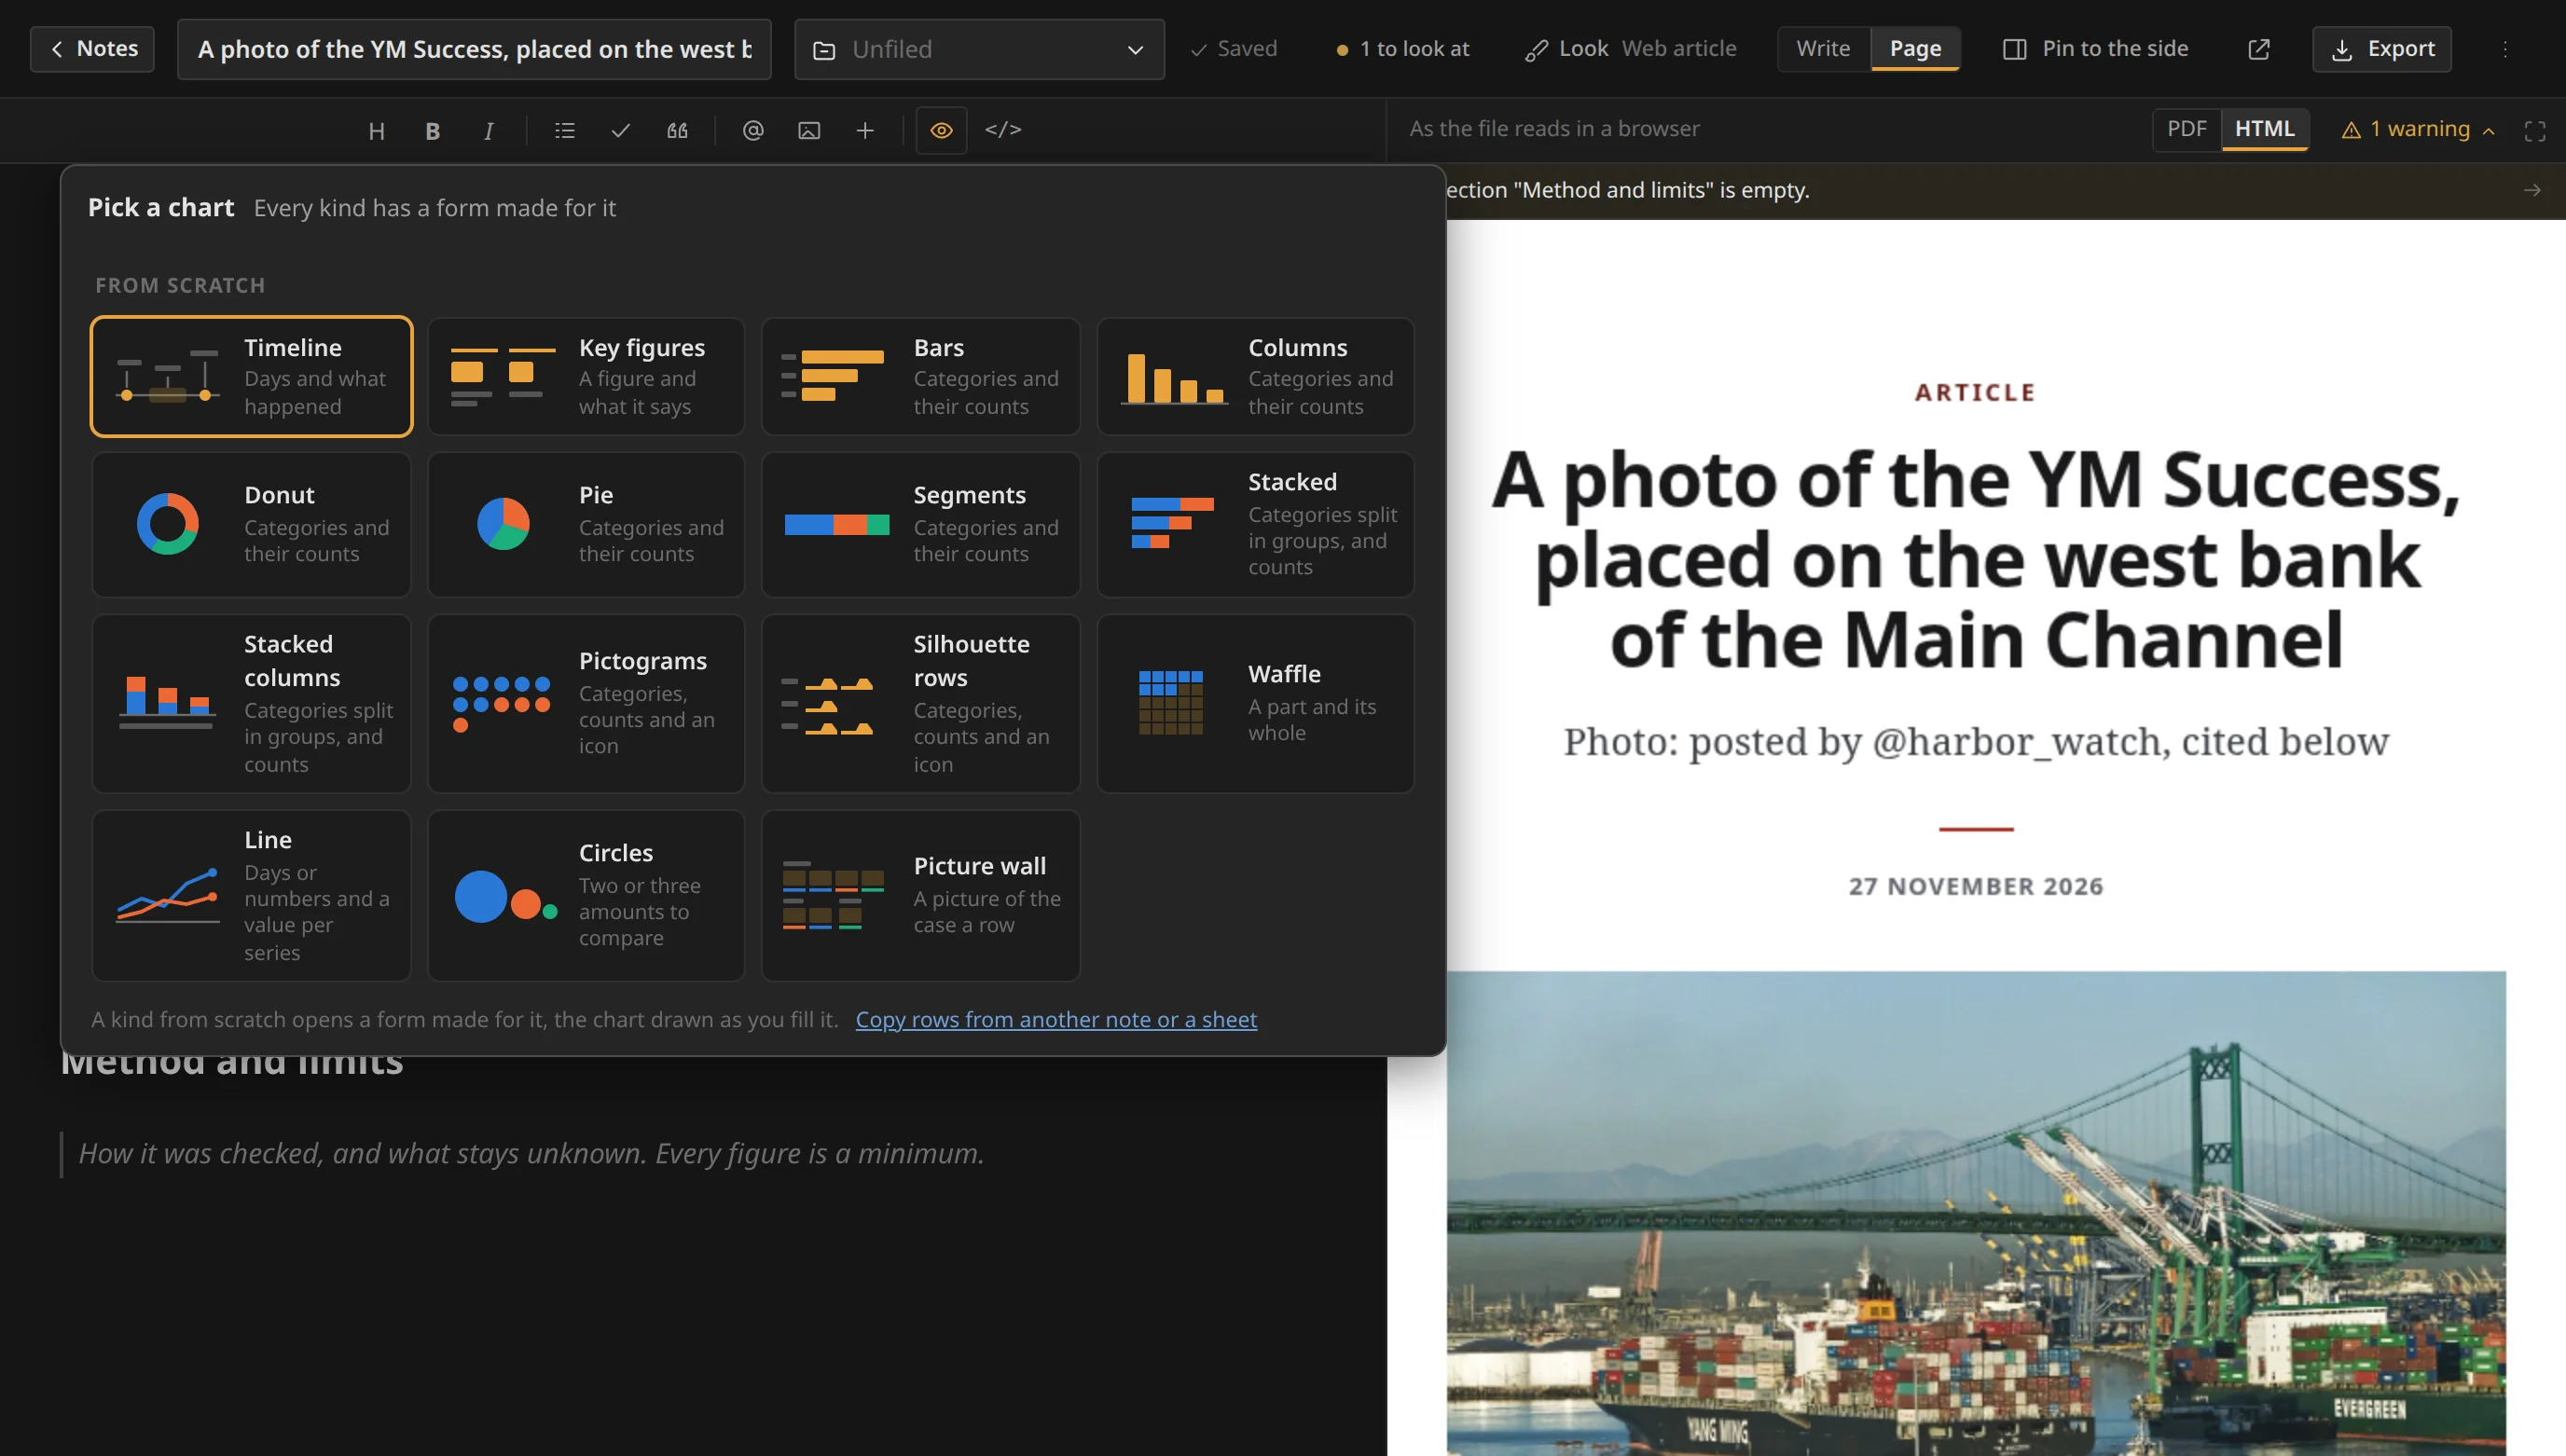 Notes
A photo of the YM Success, placed on the west b
Unfiled
Saved
1 to look at
Look Web article
Write
Page
Pin to the side
Export
H
B
I
</>
As the file reads in a browser
PDF
HTML
1 warning
Pick a chart Every kind has a form made for it
ection "Method and limits" is empty.
FROM SCRATCH
Timeline
Days and what
happened
Key figures
A figure and
what it says
Bars
Categories and
their counts
Columns
Categories and
their counts
Donut
Categories and
their counts
Pie
Categories and
their counts
Segments
Categories and
their counts
Stacked
Categories split
in groups, and
counts
Stacked
columns
Categories split
in groups, and
counts
Pictograms
Categories,
counts and an
icon
Silhouette
rows
Categories,
counts and an
icon
Waffle
A part and its
whole
Line
Days or
numbers and a
value per
series
Circles
Two or three
amounts to
compare
Picture wall
A picture of the
case a row
A kind from scratch opens a form made for it, the chart drawn as you fill it. Copy rows from another note or a sheet
Method and limits
How it was checked, and what stays unknown. Every figure is a minimum.
ARTICLE
A photo of the YM Success,
placed on the west bank
of the Main Channel
Photo: posted by @harbor_watch, cited below
27 NOVEMBER 2026
YANG MING
EVERGREEN